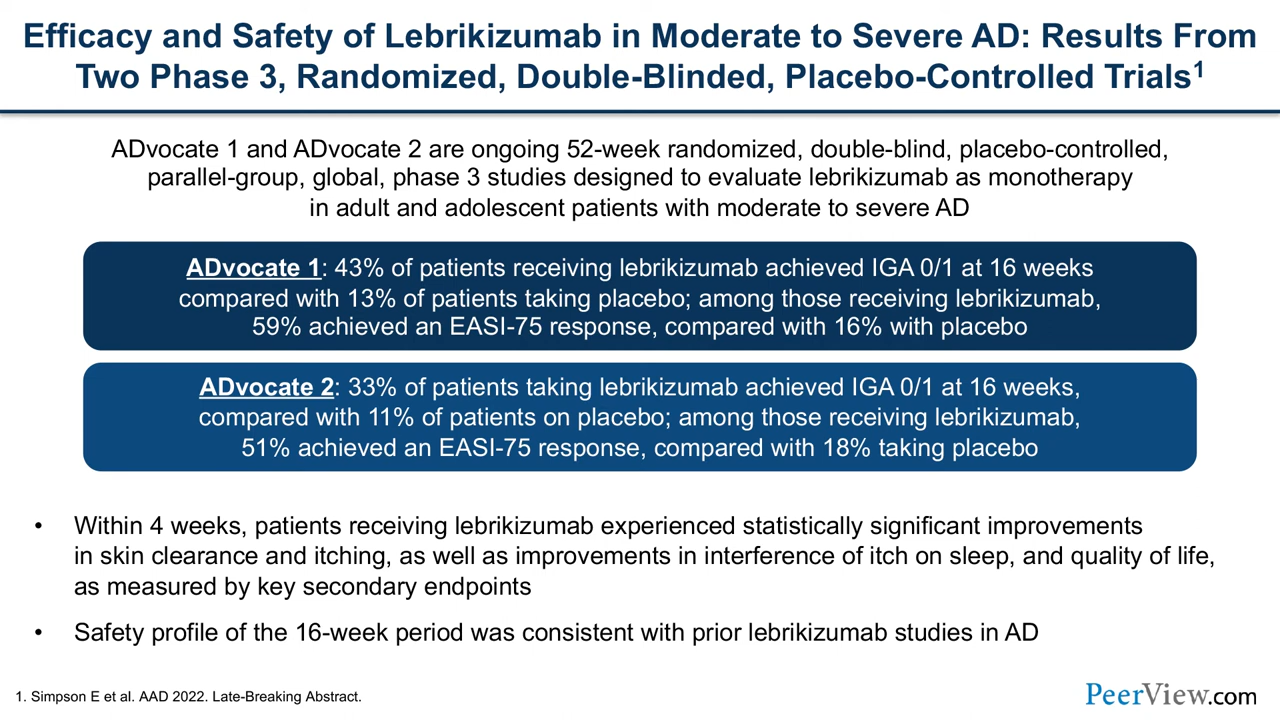 Efficacy and Safety of Lebrikizumab in Moderate to Severe AD: Results From
Two Phase 3, Randomized, Double-Blinded, Placebo-Controlled Trials1
ADvocate 1 and ADvocate 2 are ongoing 52-week randomized, double-blind, placebo-controlled,
parallel-group, global, phase 3 studies designed to evaluate lebrikizumab as monotherapy
in adult and adolescent patients with moderate to severe AD
ADvocate 1: 43% of patients receiving lebrikizumab achieved IGA 0/1 at 16 weeks
compared with 13% of patients taking placebo; among those receiving lebrikizumab,
59% achieved an EASI-75 response, compared with 16% with placebo
ADvocate 2: 33% of patients taking lebrikizumab achieved IGA 0/1 at 16 weeks,
compared with 11% of patients on placebo; among those receiving lebrikizumab,
51% achieved an EASI-75 response, compared with 18% taking placebo
• Within 4 weeks, patients receiving lebrikizumab experienced statistically significant improvements
in skin clearance and itching, as well as improvements in interference of itch on sleep, and quality of life,
as measured by key secondary endpoints
• Safety profile of the 16-week period was consistent with prior lebrikizumab studies in AD
1. Simpson E et al. AAD 2022. Late-Breaking Abstract.
PeerView.com